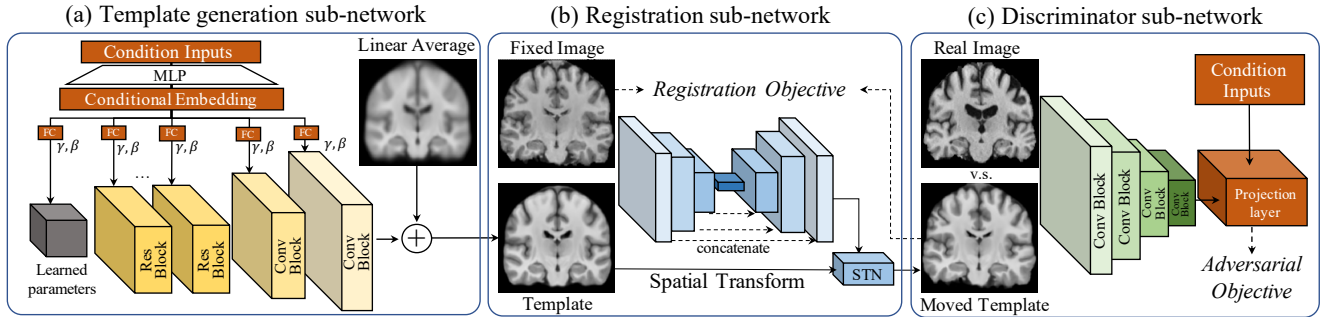 (a) Template generation sub-network
Condition Inputs
MLP
Conditional Embedding
FC
FC
FC
FC
FC
γ, β
γ, β
γ, β
γ, β
γ, β
...
Linear Average
Learned
parameters
Res
Block
Res
Block
Conv
Block
Conv
Block
(b) Registration sub-network
Fixed Image
Registration Objective
concatenate
Spatial Transform
STN
Template
(c) Discriminator sub-network
Real Image
v.s.
Moved Template
Conv Block
Conv Block
Conv
Block
Conv
Block
Condition
Inputs
Projection
layer
Adversarial
Objective